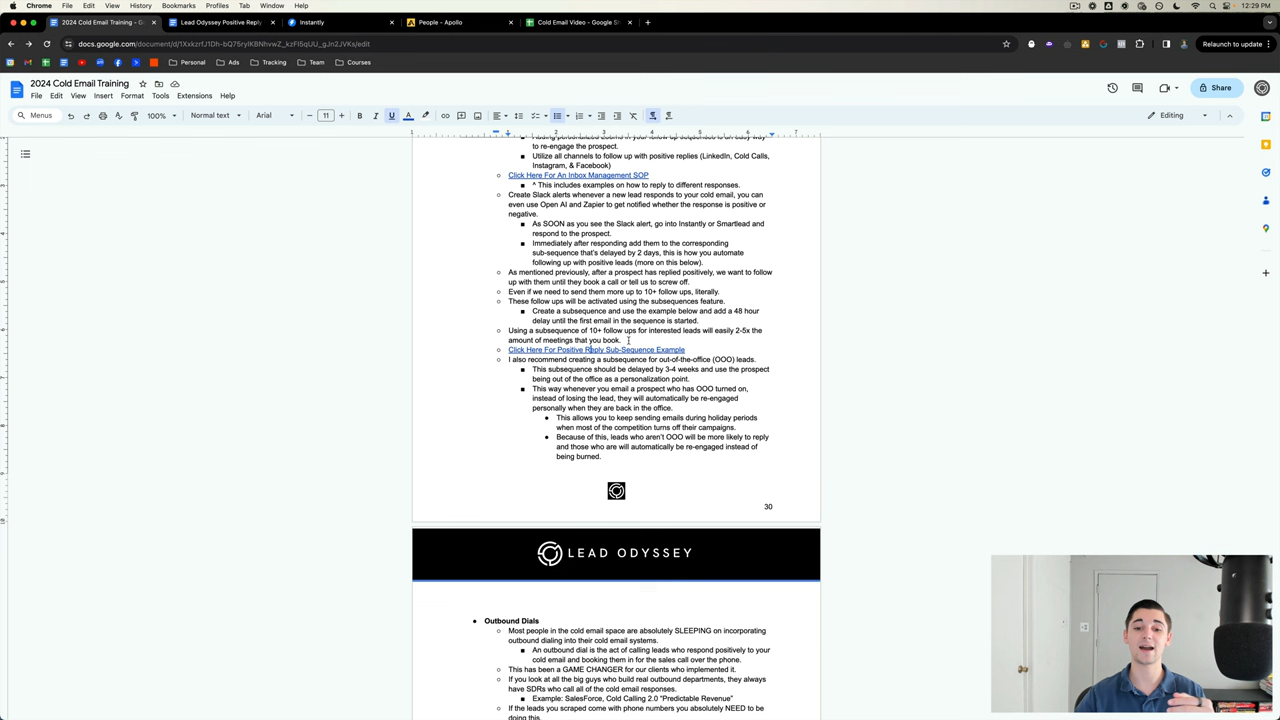 Chrome File Edit View History Bookmarks Profiles Tab Window Help 12:29 PM
2024 Cold Email Training - G Lead Odyssey Positive Reply Instantly People - Apollo Cold Email Video - Google Sh
docs.google.com/document/d/ Relaunch to update
Personal Ads Tracking Team Courses
2024 Cold Email Training
File Edit View Insert Format Tools Extensions Help
Share
Menus 100% Normal text Arial 11 Editing
1 1 2 3 4 5 6 7
to re-engage the prospect.
Utilize all channels to follow up with positive replies (LinkedIn, Cold Calls,
Instagram, & Facebook)
Click Here For An Inbox Management SOP
^ This includes examples on how to reply to different responses.
Create Slack alerts whenever a new lead responds to your cold email, you can
even use Open AI and Zapier to get notified whether the response is positive or
negative.
As SOON as you see the Slack alert, go into Instantly or Smartlead and
respond to the prospect.
Immediately after responding add them to the corresponding
sub-sequence that's delayed by 2 days, this is how you automate
following up with positive leads (more on this below).
As mentioned previously, after a prospect has replied positively, we want to follow
up with them until they book a call or tell us to screw off.
Even if we need to send them more up to 10+ follow ups, literally.
These follow ups will be activated using the subsequences feature.
Create a subsequence and use the example below and add a 48 hour
delay until the first email in the sequence is started.
Using a subsequence of 10+ follow ups for interested leads will easily 2-5x the
amount of meetings that you book.
Click Here For Positive Reply Sub-Sequence Example
I also recommend creating a subsequence for out-of-the-office (OOO) leads.
This subsequence should be delayed by 3-4 weeks and use the prospect
being out of the office as a personalization point.
This way whenever you email a prospect who has OOO turned on,
instead of losing the lead, they will automatically be re-engaged
personally when they are back in the office.
This allows you to keep sending emails during holiday periods
when most of the competition turns off their campaigns.
Because of this, leads who aren't OOO will be more likely to reply
and those who are will automatically be re-engaged instead of
being burned.
30
LEAD ODYSSEY
Outbound Dials
Most people in the cold email space are absolutely SLEEPING on incorporating
outbound dialing into their cold email systems.
An outbound dial is the act of calling leads who respond positively to your
cold email and booking them in for the sales call over the phone.
This has been a GAME CHANGER for our clients who implemented it.
If you look at all the big guys who build real outbound departments, they always
have SDRs who call all of the cold email responses.
Example: SalesForce, Cold Calling 2.0 "Predictable Revenue"
If the leads you scraped come with phone numbers you absolutely NEED to be
doing this.